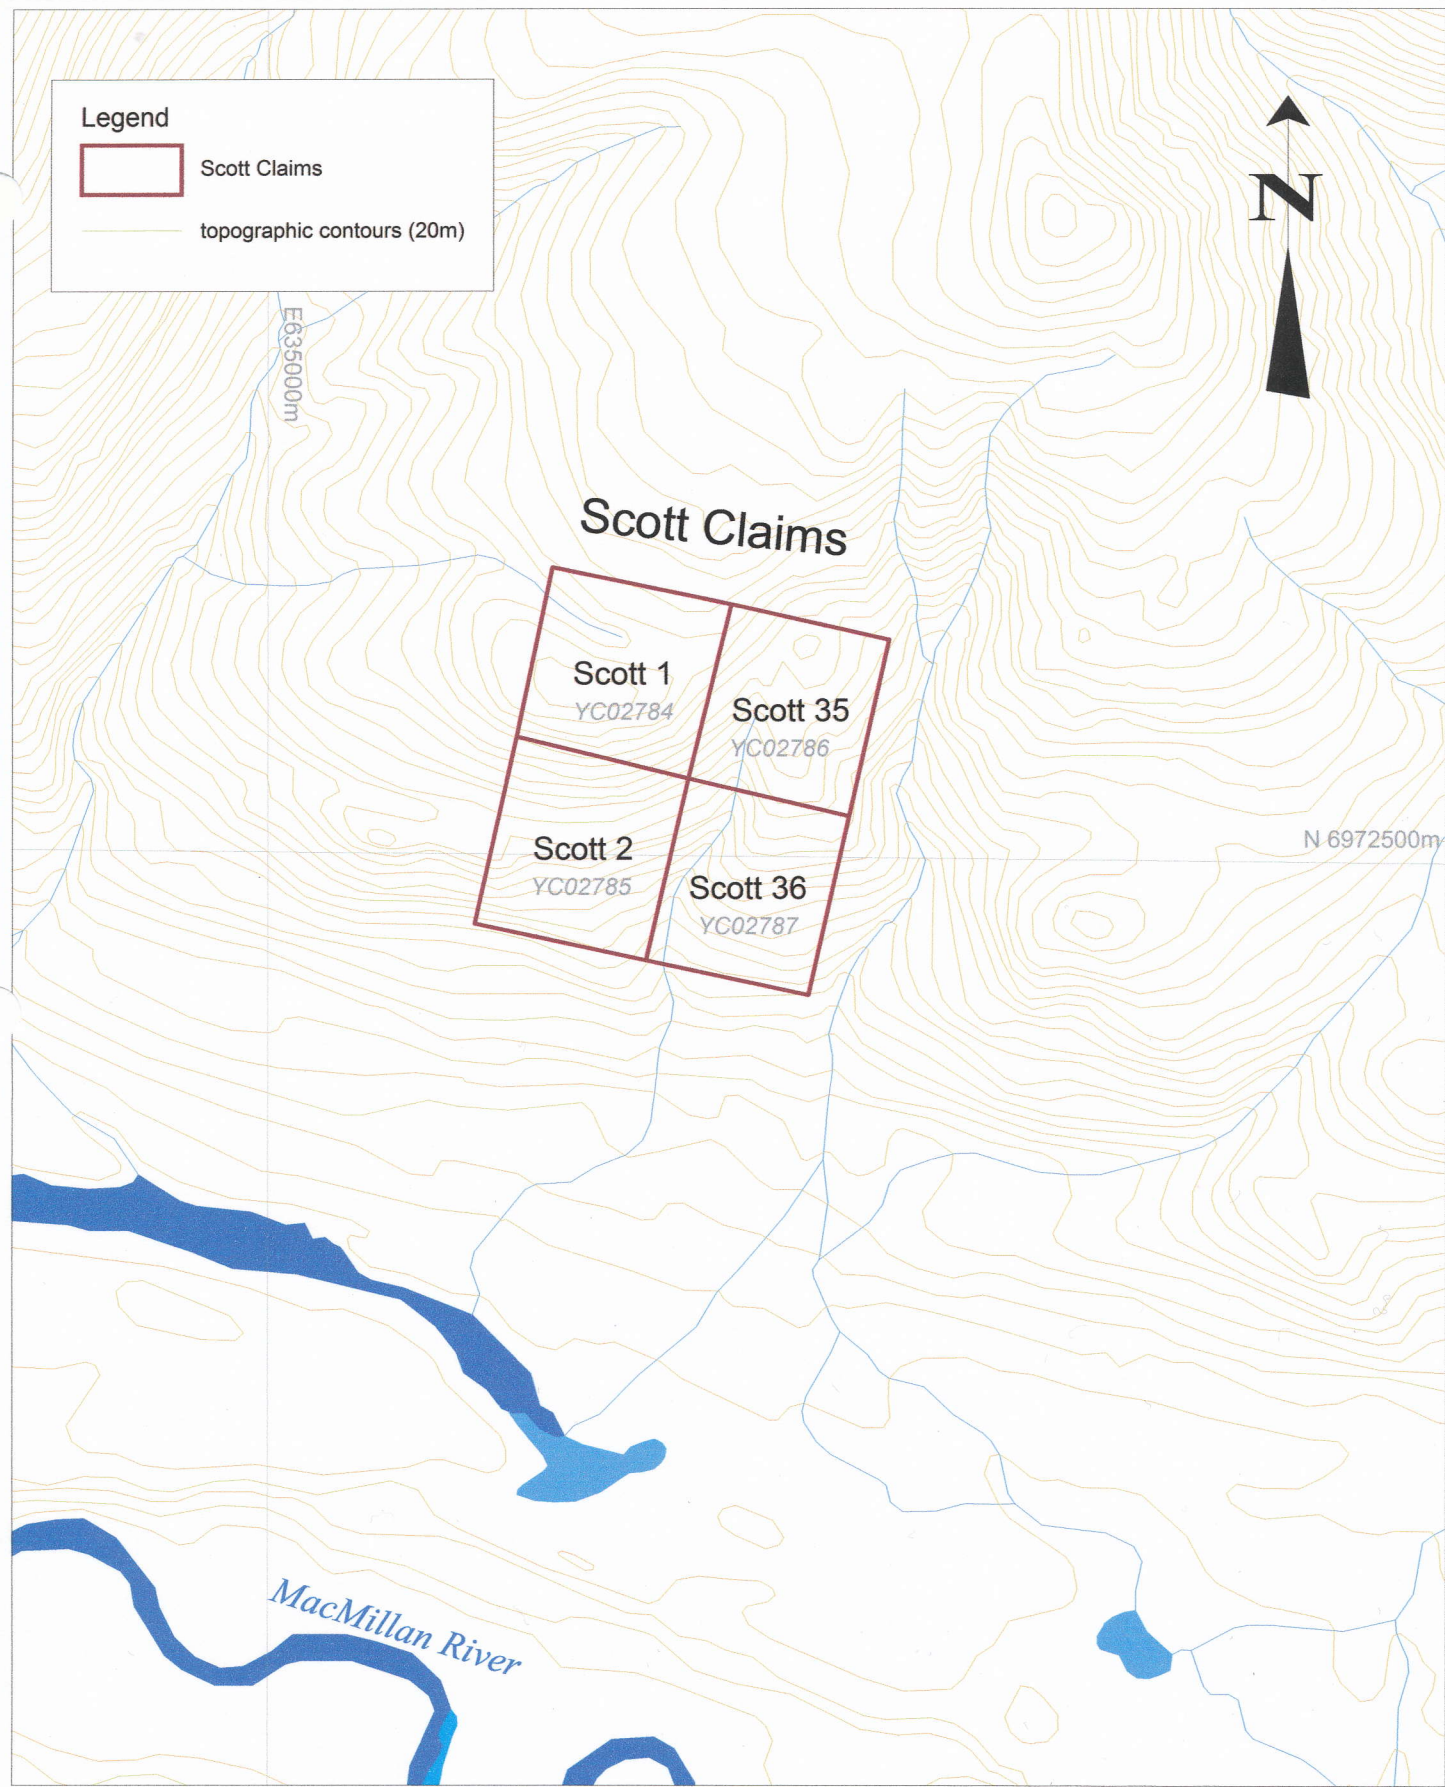 Legend
Scott Claims
topographic contours (20m)
N
E635000m
Scott Claims
Scott 1
YC02784
Scott 35
YC02786
N 6972500m
Scott 2
YC02785
Scott 36
YC02787
MacMillan River